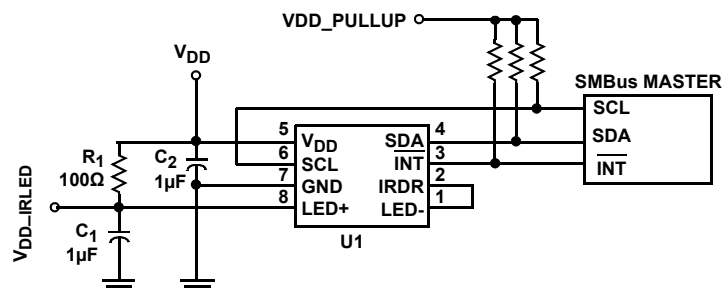 VDD_PULLUP
VDD
SMBus MASTER
SCL
SDA
INT
R1
100Ω
C2
1µF
VDD_IRLED
C1
1µF
5
6
7
8
VDD
SCL
GND
LED+
SDA
INT
IRDR
LED-
4
3
2
1
U1